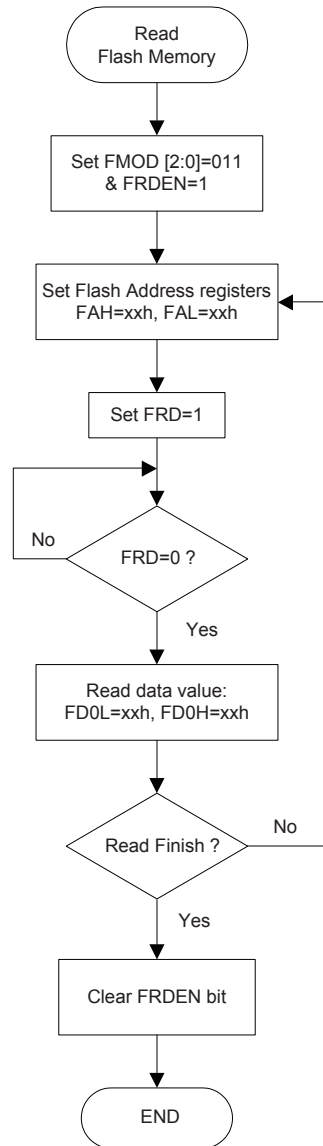 Read
Flash Memory
Set FMOD [2:0]=011
& FRDEN=1
Set Flash Address registers
FAH=xxh, FAL=xxh
Set FRD=1
No
FRD=0 ?
Yes
Read data value:
FD0L=xxh, FD0H=xxh
Read Finish ?
No
Yes
Clear FRDEN bit
END